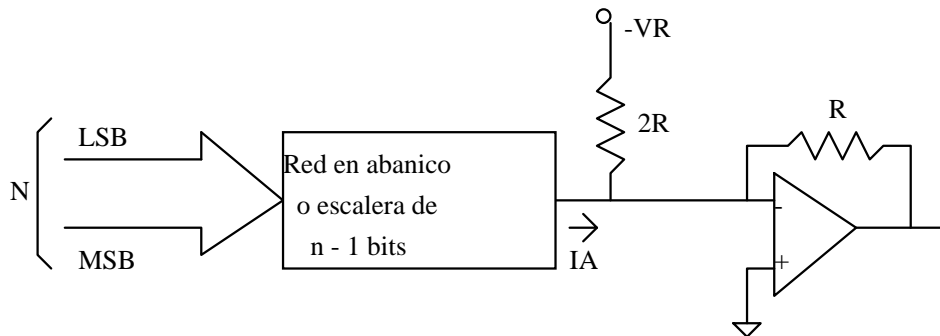 -VR
2R
R
LSB
N
MSB
Red en abanico
o escalera de
n - 1 bits
IA
-
+